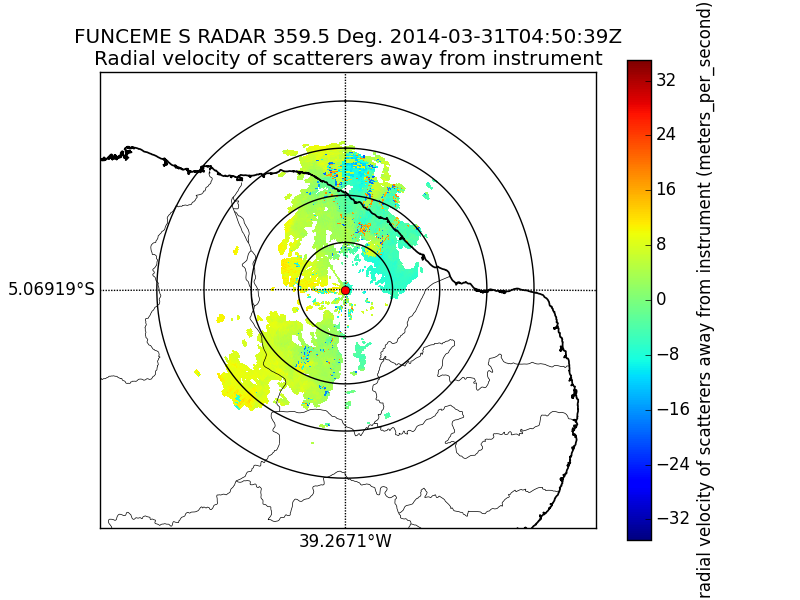 FUNCEME S RADAR 359.5 Deg. 2014-03-31T04:50:39Z
Radial velocity of scatterers away from instrument
5.06919°S
39.2671°W
32
24
16
8
0
−8
−16
−24
−32
radial velocity of scatterers away from instrument (meters_per_second)